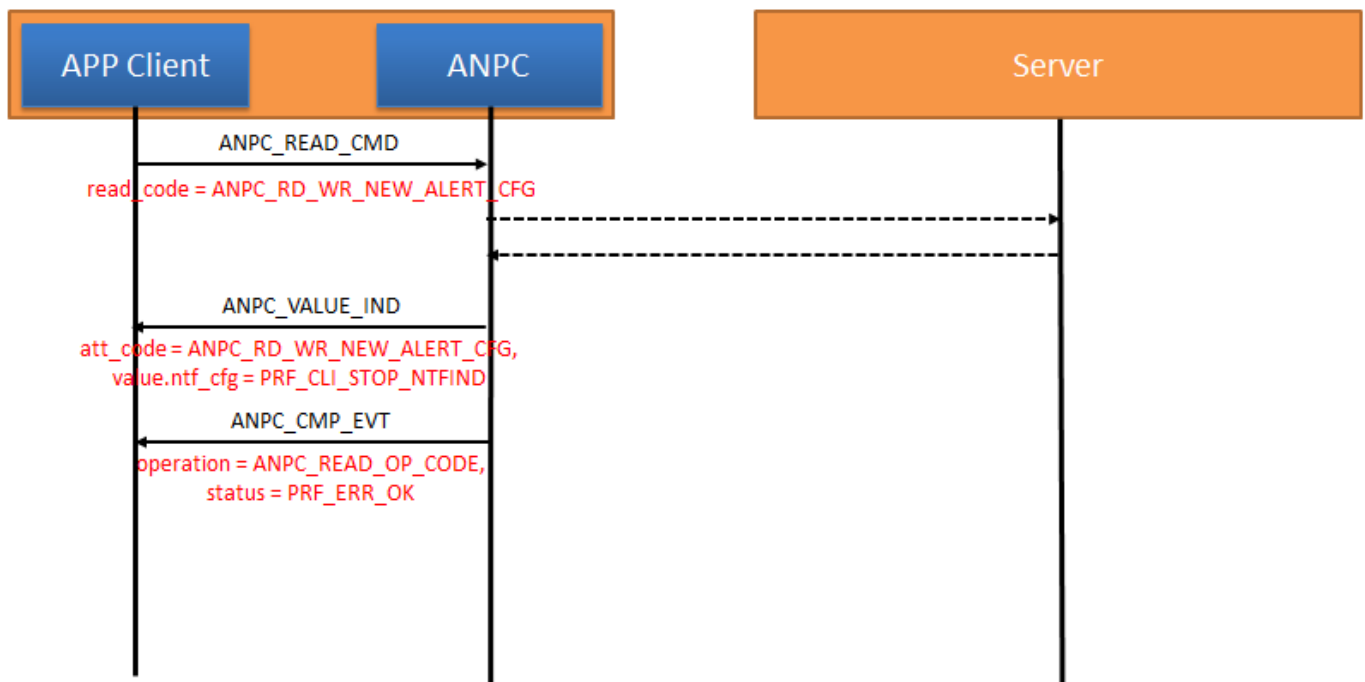 APP Client
ANPC
Server
ANPC_READ_CMD
read_code = ANPC_RD_WR_NEW_ALERT_CFG
ANPC_VALUE_IND
att_code = ANPC_RD_WR_NEW_ALERT_CFG,
value.ntf_cfg = PRF_CLI_STOP_NTFIND
ANPC_CMP_EVT
operation = ANPC_READ_OP_CODE,
status = PRF_ERR_OK